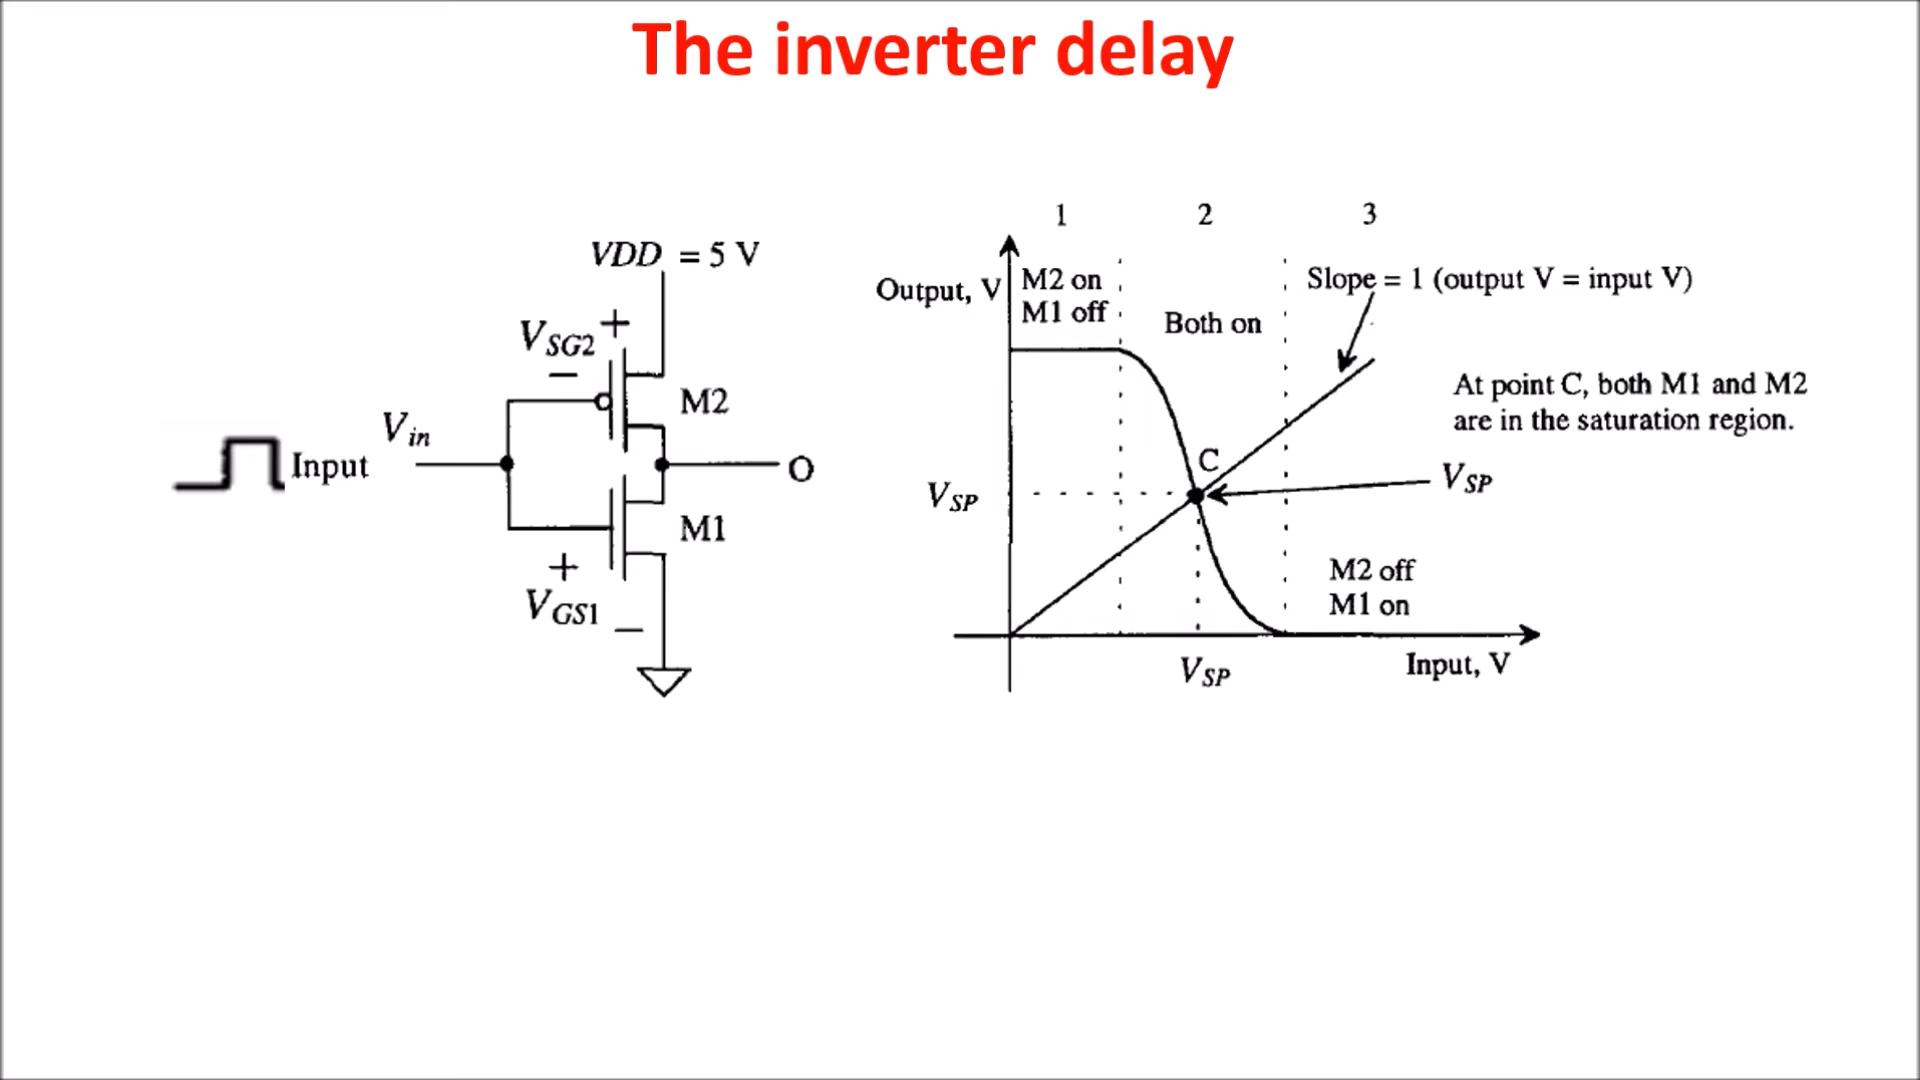 The inverter delay
VDD = 5 V
VSG2
+
−
M2
Vin
Input
O
M1
+
VGS1
−
1 2 3
Output, V
M2 on
M1 off
Both on
Slope = 1 (output V = input V)
At point C, both M1 and M2
are in the saturation region.
C
VSP
VSP
M2 off
M1 on
VSP
Input, V